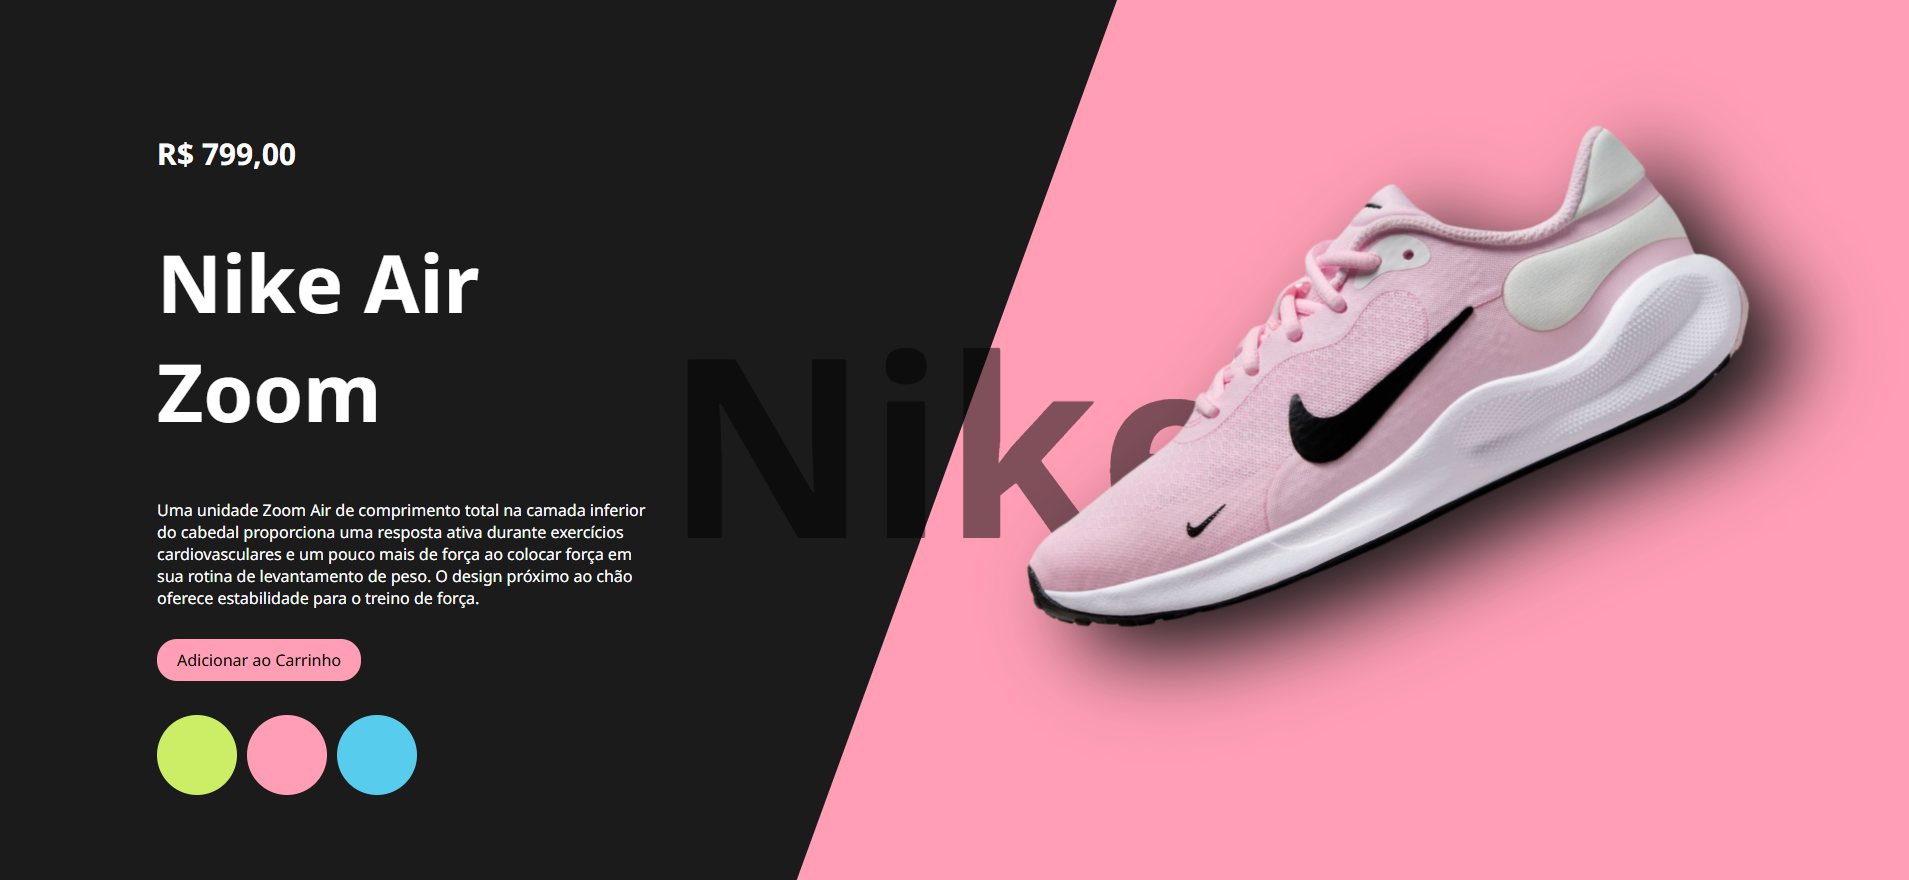 R$ 799,00
Nike Air
Zoom
Nike
Uma unidade Zoom Air de comprimento total na camada inferior
do cabedal proporciona uma resposta ativa durante exercícios
cardiovasculares e um pouco mais de força ao colocar força em
sua rotina de levantamento de peso. O design próximo ao chão
oferece estabilidade para o treino de força.
Adicionar ao Carrinho